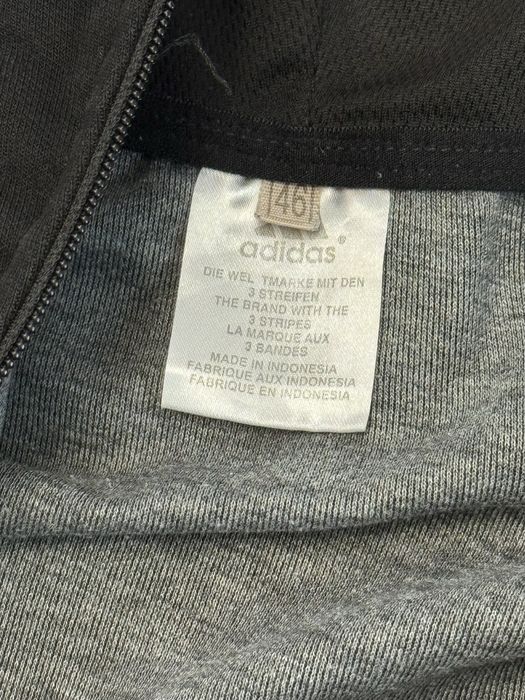 46
adidas®
DIE WEL TMARKE MIT DEN
3 STREIFEN
THE BRAND WITH THE
3 STRIPES
LA MARQUE AUX
3 BANDES
MADE IN INDONESIA
FABRIQUE AUX INDONESIA
FABRIQUE EN INDONESIA